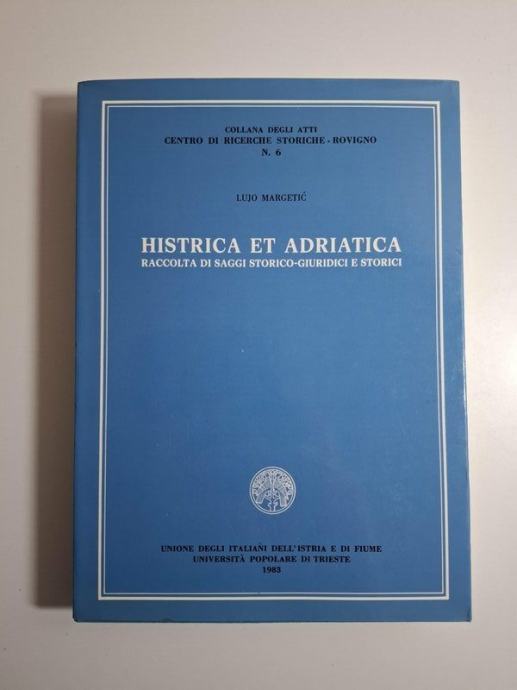 COLLANA DEGLI ATTI
CENTRO DI RICERCHE STORICHE - ROVIGNO
N. 6
LUJO MARGETIĆ
HISTRICA ET ADRIATICA
RACCOLTA DI SAGGI STORICO-GIURIDICI E STORICI
UNIONE DEGLI ITALIANI DELL'ISTRIA E DI FIUME
UNIVERSITÀ POPOLARE DI TRIESTE
1983